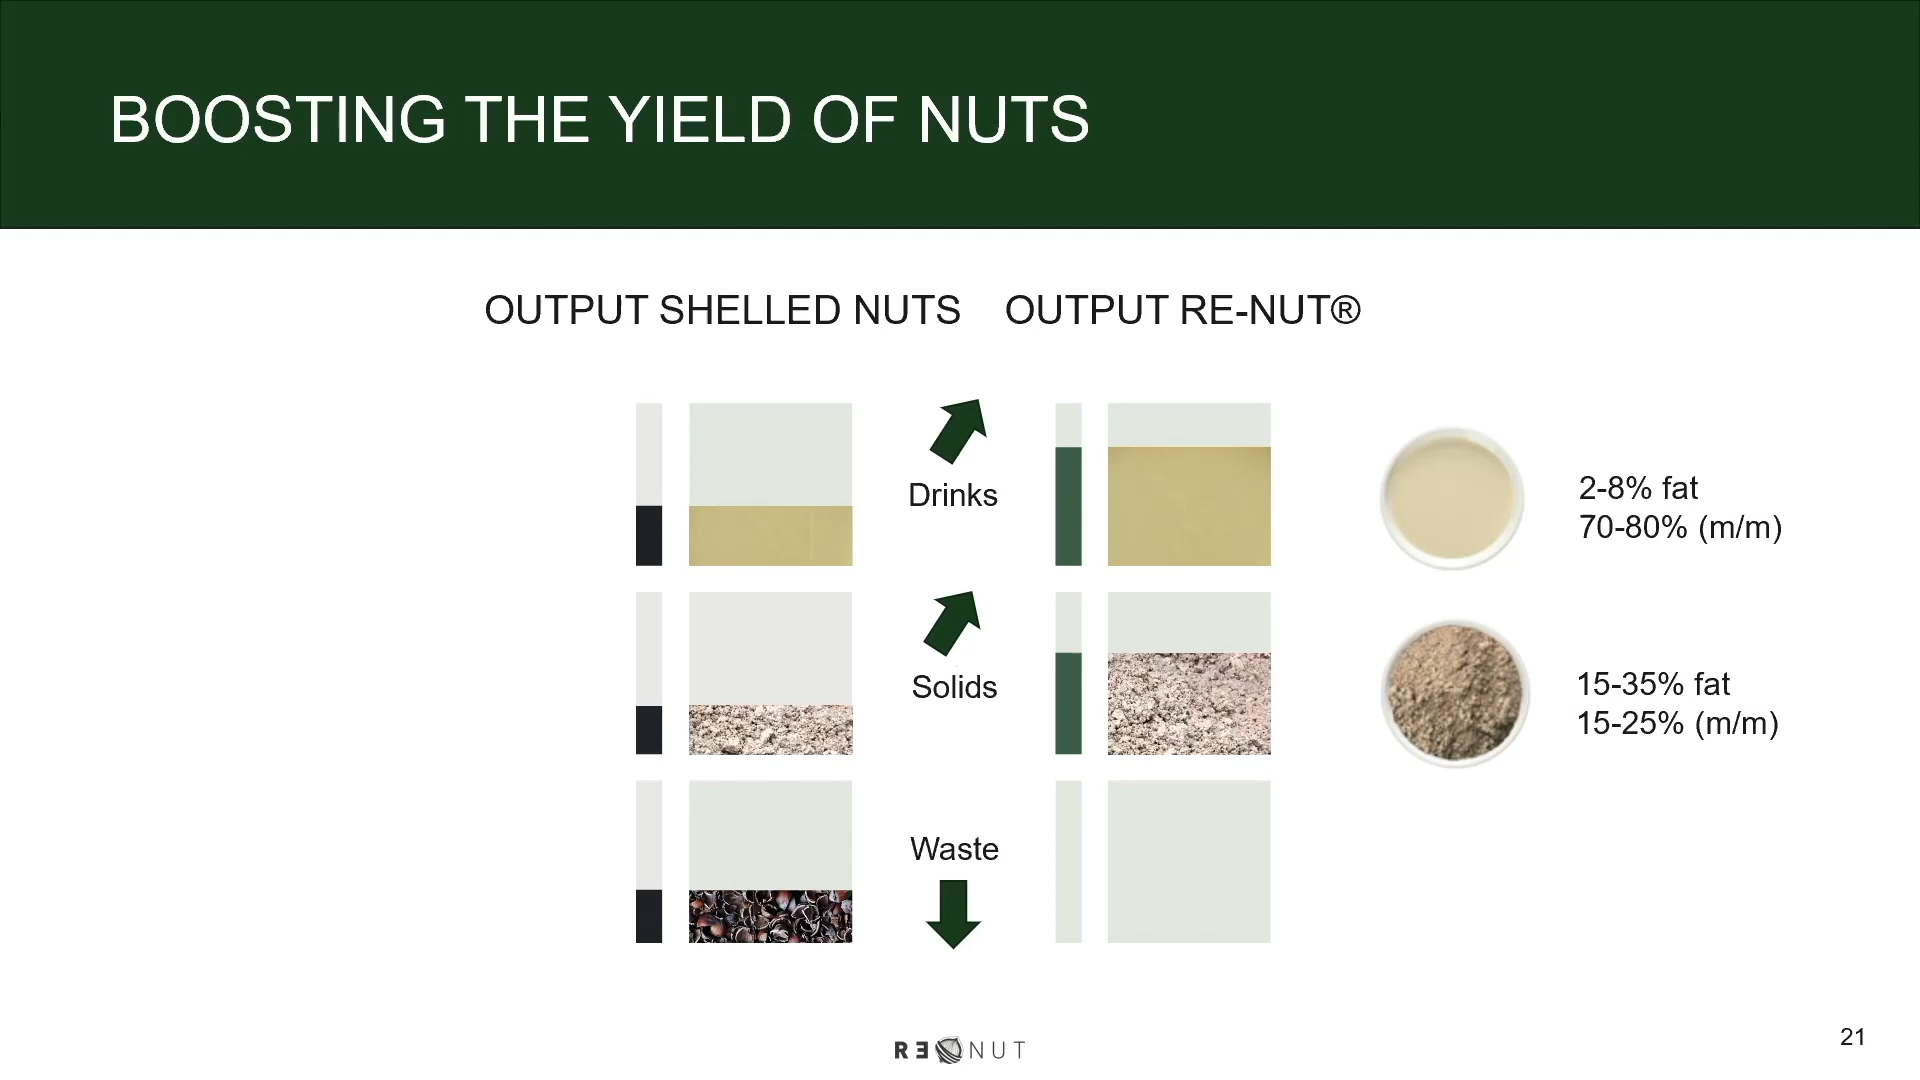 BOOSTING THE YIELD OF NUTS
OUTPUT SHELLED NUTS
OUTPUT RE-NUT®
Drinks
2-8% fat
70-80% (m/m)
Solids
15-35% fat
15-25% (m/m)
Waste
RE NUT
21